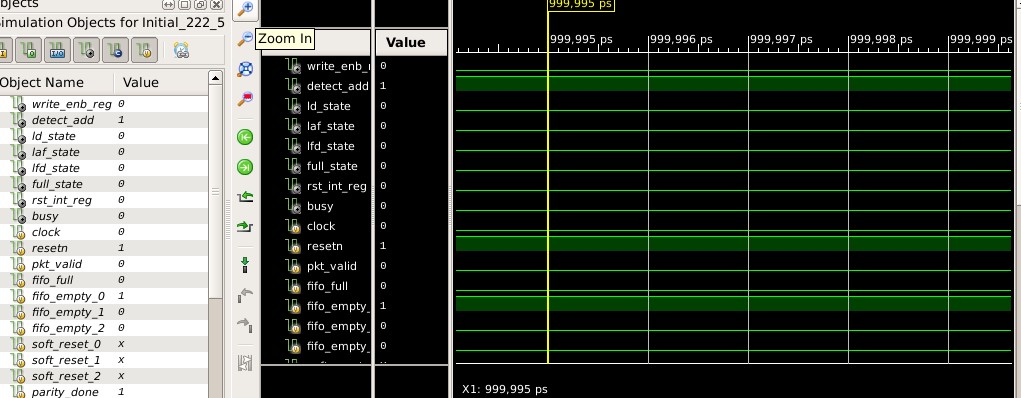 bjects
999,995 ps
Simulation Objects for Initial_222_5
Zoom In
Value
999,995 ps 999,996 ps 999,997 ps 999,998 ps 999,999 ps
Object Name Value
write_enb_reg 0
detect_add 1
ld_state 0
laf_state 0
lfd_state 0
full_state 0
rst_int_reg 0
busy 0
clock 0
resetn 1
pkt_valid 0
fifo_full 0
fifo_empty_0 1
fifo_empty_1 0
fifo_empty_2 0
soft_reset_0 x
soft_reset_1 x
soft_reset_2 x
parity_done 1
write_enb_r 0
detect_add 1
ld_state 0
laf_state 0
lfd_state 0
full_state 0
rst_int_reg 0
busy 0
clock 0
resetn 1
pkt_valid 0
fifo_full 0
fifo_empty_ 1
fifo_empty_ 0
fifo_empty_ 0
X1: 999,995 ps